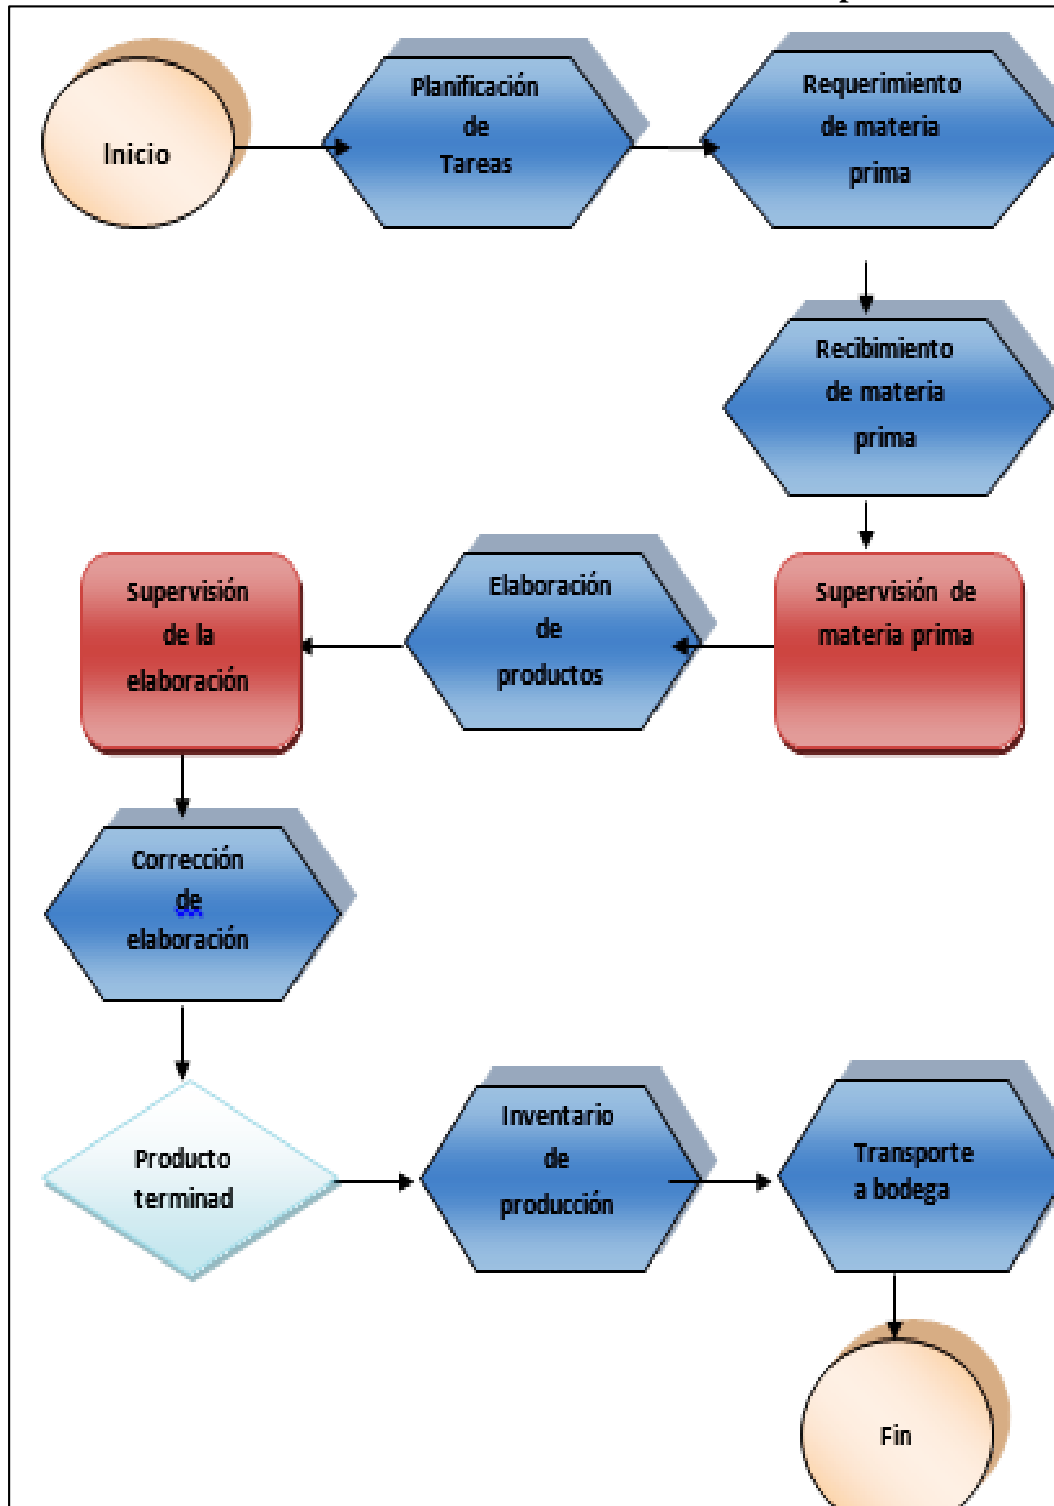 Inicio
Planificación
de
Tareas
Requerimiento
de materia
prima
Recibimiento
de materia
prima
Supervisión de
materia prima
Elaboración
de
productos
Supervisión
de la
elaboración
Corrección
de
elaboración
Producto
terminad
Inventario
de
producción
Transporte
a bodega
Fin